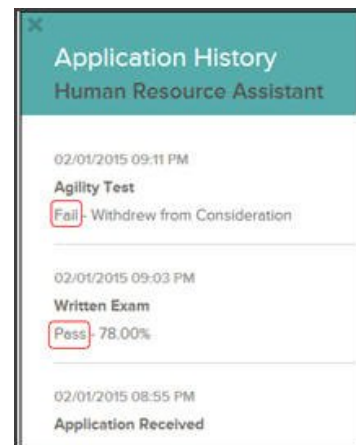 Application History
Human Resource Assistant
02/01/2015 09:11 PM
Agility Test
Fail - Withdrew from Consideration
02/01/2015 09:03 PM
Written Exam
Pass - 78.00%
02/01/2015 08:55 PM
Application Received